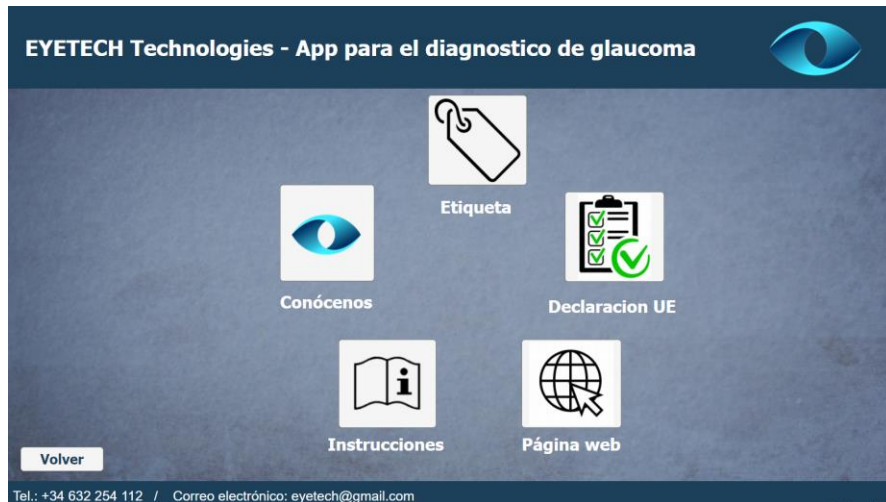 EYETECH Technologies - App para el diagnostico de glaucoma
Etiqueta
Conócenos
Declaracion UE
Instrucciones
Página web
Volver
Tel.: +34 632 254 112 / Correo electrónico: eyetech@gmail.com